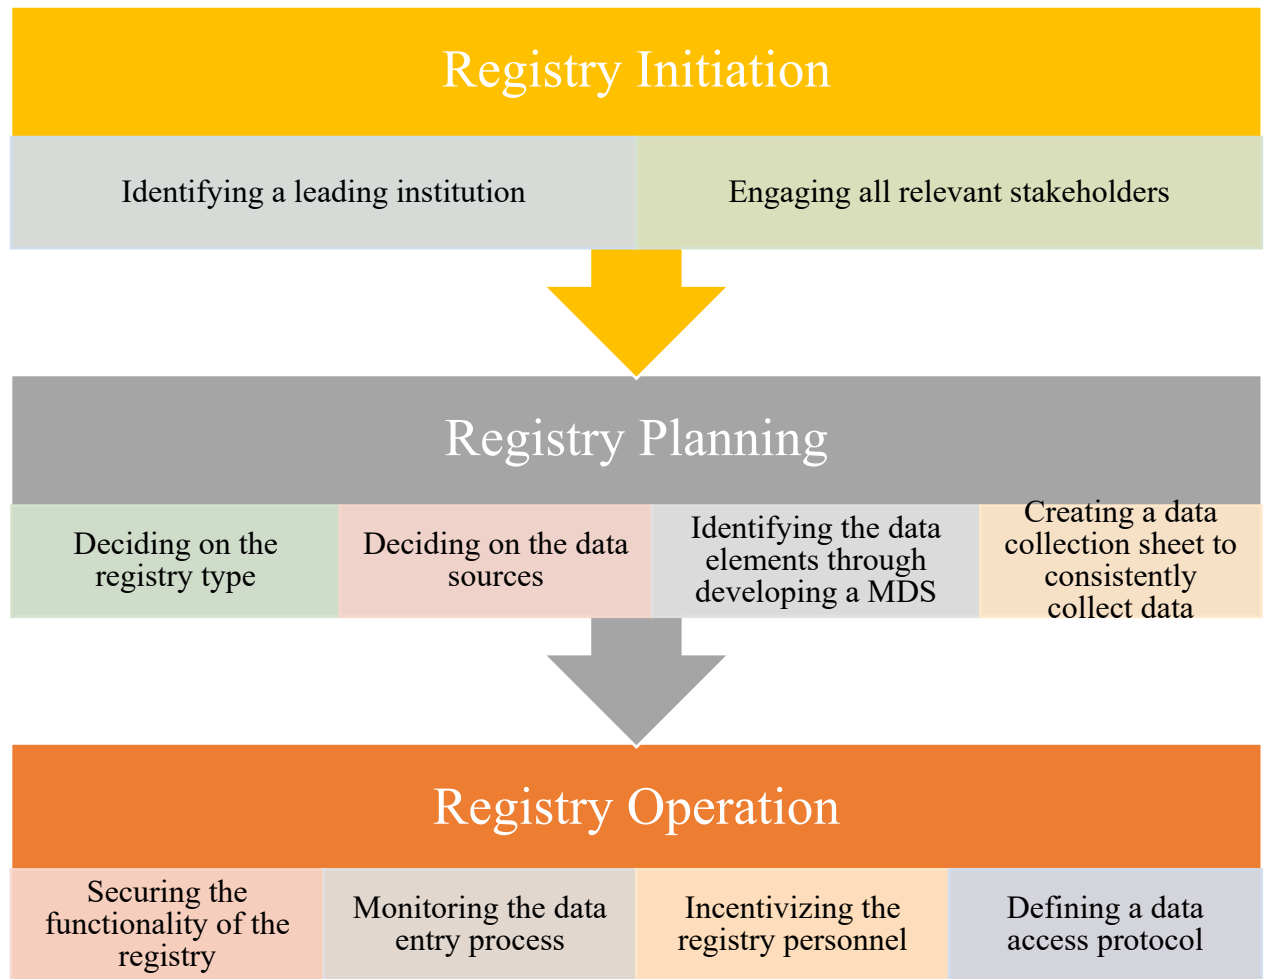 Registry Initiation
Identifying a leading institution
Engaging all relevant stakeholders
Registry Planning
Deciding on the
registry type
Deciding on the data
sources
Identifying the data
elements through
developing a MDS
Creating a data
collection sheet to
consistently
collect data
Registry Operation
Securing the
functionality of the
registry
Monitoring the data
entry process
Incentivizing the
registry personnel
Defining a data
access protocol